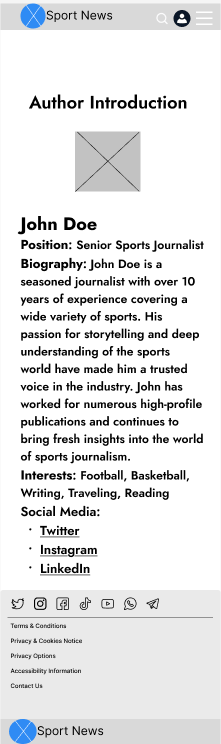 Sport News
Author Introduction
John Doe
Position: Senior Sports Journalist
Biography: John Doe is a
seasoned journalist with over 10
years of experience covering a
wide variety of sports. His
passion for storytelling and deep
understanding of the sports
world have made him a trusted
voice in the industry. John has
worked for numerous high-profile
publications and continues to
bring fresh insights into the world
of sports journalism.
Interests: Football, Basketball,
Writing, Traveling, Reading
Social Media:
• Twitter
• Instagram
• LinkedIn
Terms & Conditions
Privacy & Cookies Notice
Privacy Options
Accessibility Information
Contact Us
Sport News